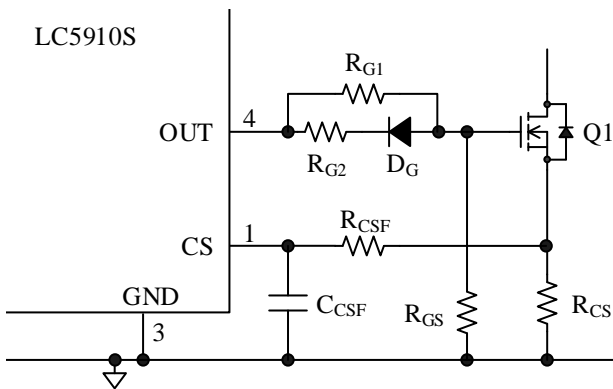 LC5910S
RG1
OUT
4
Q1
RG2
DG
CS
1
RCSF
GND
3
CCSF
RGS
RCS